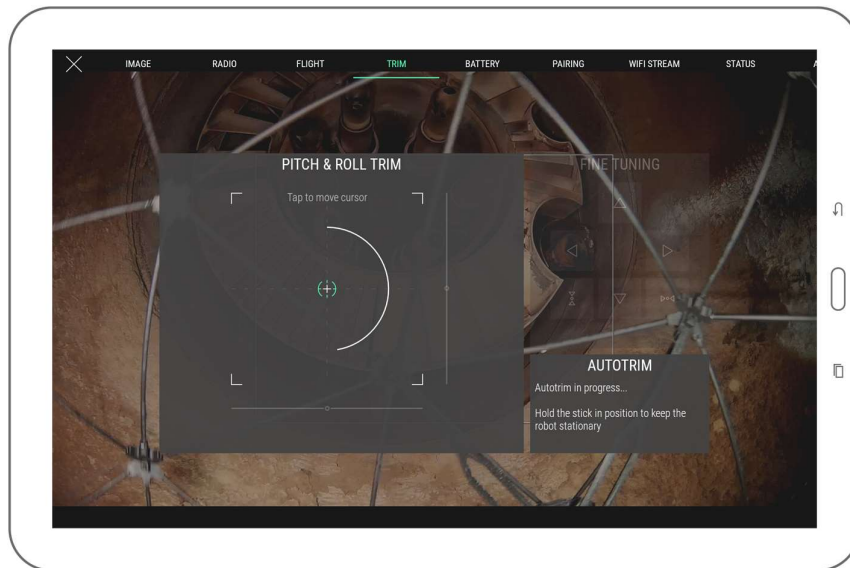 IMAGE RADIO FLIGHT TRIM BATTERY PAIRING WIFI STREAM STATUS
PITCH & ROLL TRIM
Tap to move cursor
FINE TUNING
AUTOTRIM
Autotrim in progress...
Hold the stick in position to keep the
robot stationary